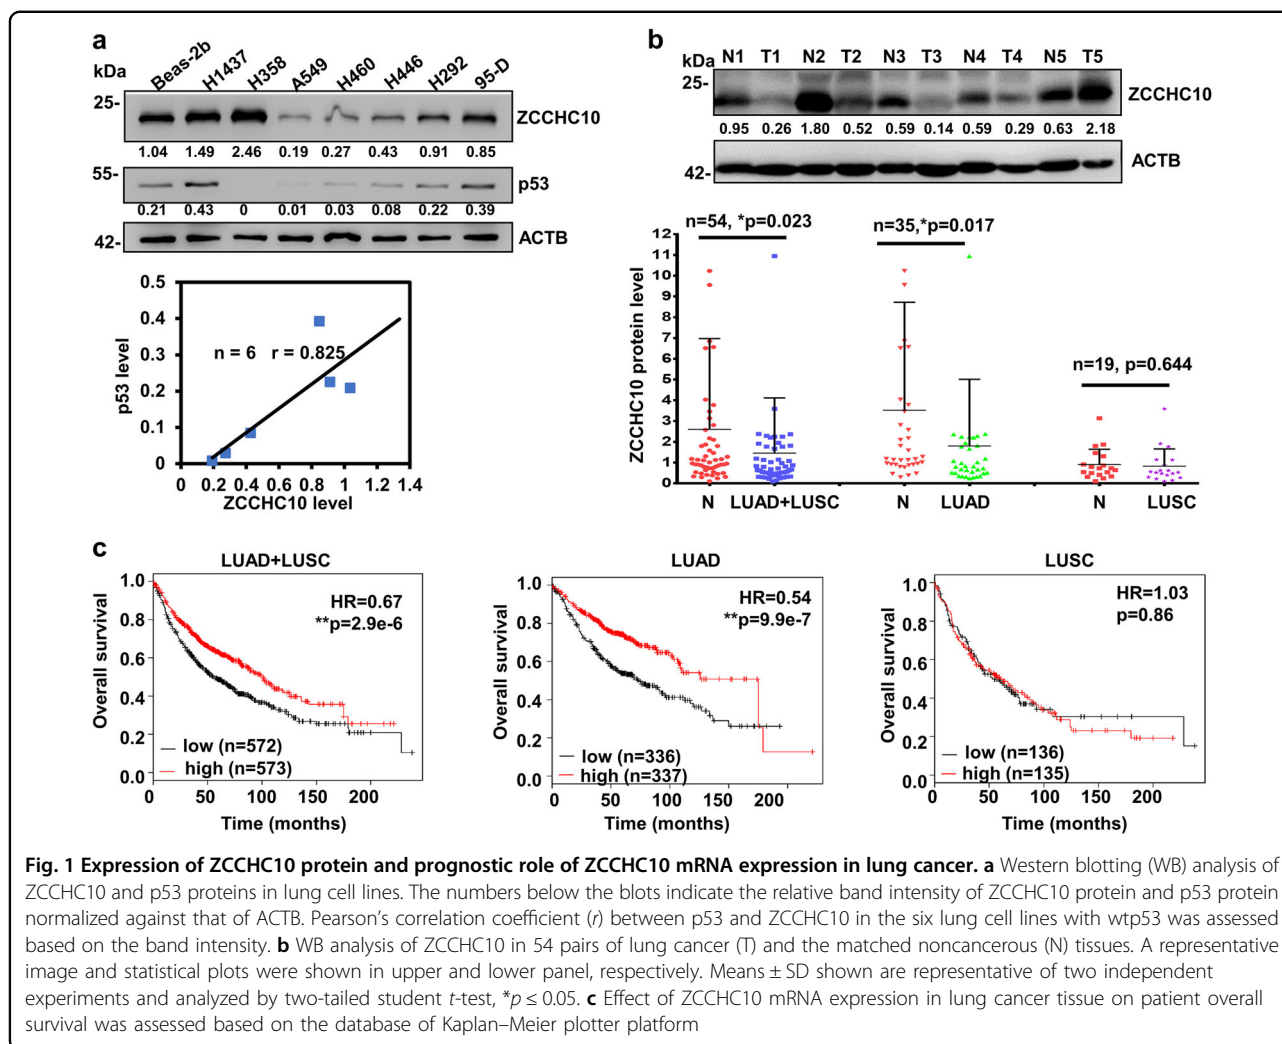 a
kDa
Beas-2b H1437 H358 A549 H460 H446 H292 95-D
25-
ZCCHC10
1.04 1.49 2.46 0.19 0.27 0.43 0.91 0.85
55-
p53
0.21 0.43 0 0.01 0.03 0.08 0.22 0.39
42-
ACTB
p53 level
0.5
0.4
0.3
0.2
0.1
0
n = 6 r = 0.825
0 0.2 0.4 0.6 0.8 1 1.2 1.4
ZCCHC10 level
b
kDa
N1 T1 N2 T2 N3 T3 N4 T4 N5 T5
25-
ZCCHC10
0.95 0.26 1.80 0.52 0.59 0.14 0.59 0.29 0.63 2.18
42-
ACTB
ZCCHC10 protein level
12
11
10
9
8
7
6
5
4
3
2
1
0
n=54, *p=0.023
n=35,*p=0.017
n=19, p=0.644
N LUAD+LUSC N LUAD N LUSC
c
LUAD+LUSC
Overall survival
1.0
0.8
0.6
0.4
0.2
0.0
HR=0.67
**p=2.9e-6
low (n=572)
high (n=573)
0 50 100 150 200
Time (months)
LUAD
Overall survival
1.0
0.8
0.6
0.4
0.2
0.0
HR=0.54
**p=9.9e-7
low (n=336)
high (n=337)
0 50 100 150 200
Time (months)
LUSC
Overall survival
1.0
0.8
0.6
0.4
0.2
0.0
HR=1.03
p=0.86
low (n=136)
high (n=135)
0 50 100 150 200
Time (months)
Fig. 1 Expression of ZCCHC10 protein and prognostic role of ZCCHC10 mRNA expression in lung cancer. a Western blotting (WB) analysis of
ZCCHC10 and p53 proteins in lung cell lines. The numbers below the blots indicate the relative band intensity of ZCCHC10 protein and p53 protein
normalized against that of ACTB. Pearson's correlation coefficient (r) between p53 and ZCCHC10 in the six lung cell lines with wtp53 was assessed
based on the band intensity. b WB analysis of ZCCHC10 in 54 pairs of lung cancer (T) and the matched noncancerous (N) tissues. A representative
image and statistical plots were shown in upper and lower panel, respectively. Means ± SD shown are representative of two independent
experiments and analyzed by two-tailed student t-test, *p ≤ 0.05. c Effect of ZCCHC10 mRNA expression in lung cancer tissue on patient overall
survival was assessed based on the database of Kaplan–Meier plotter platform